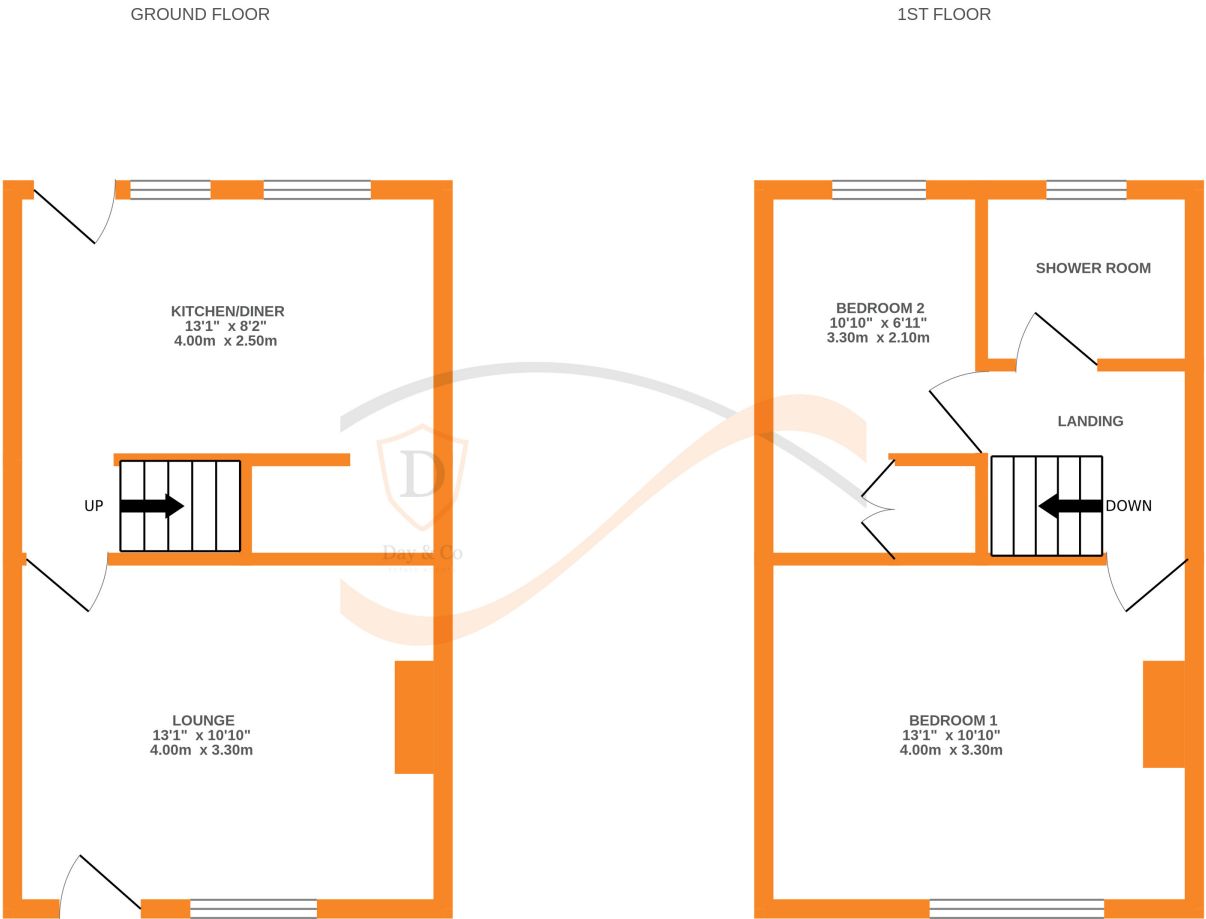 GROUND FLOOR
1ST FLOOR
KITCHEN/DINER
13'1" x 8'2"
4.00m x 2.50m
UP
LOUNGE
13'1" x 10'10"
4.00m x 3.30m
D
Day & Co
SHOWER ROOM
BEDROOM 2
10'10" x 6'11"
3.30m x 2.10m
LANDING
DOWN
BEDROOM 1
13'1" x 10'10"
4.00m x 3.30m